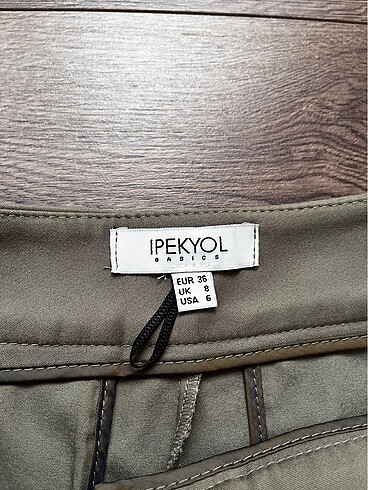 IPEKYOL
BASICS
EUR 36
UK 8
USA 6